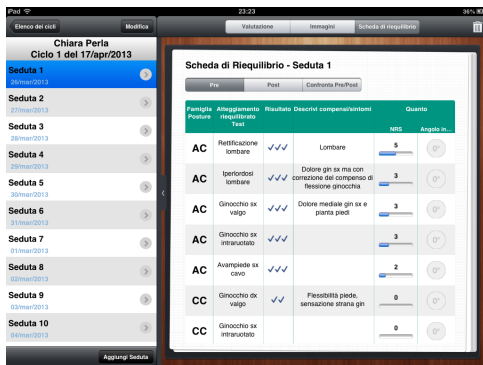 iPad
23:23
36%
Elenco dei cicli
Modifica
Valutazione
Immagini
Scheda di riequilibrio
Chiara Perla
Ciclo 1 del 17/apr/2013
Seduta 1
26/mar/2013
Seduta 2
27/mar/2013
Seduta 3
28/mar/2013
Seduta 4
29/mar/2013
Seduta 5
30/mar/2013
Seduta 6
31/mar/2013
Seduta 7
01/mar/2013
Seduta 8
02/mar/2013
Seduta 9
03/mar/2013
Seduta 10
04/mar/2013
Aggiungi Seduta
Scheda di Riequilibrio - Seduta 1
Pre
Post
Confronta Pre/Post
Famiglia Atteggiamento Risultato Descrivi compensi/sintomi Quanto
Posture riequilibrato
Test
NRS Angolo in...
AC Rettificazione lombare Lombare 5 0°
AC Iperlordosi lombare Dolore gin sx ma con correzione del compenso di flessione ginocchia 3 0°
AC Ginocchio sx valgo Dolore mediale gin sx e pianta piedi 3 0°
AC Ginocchio sx intraruotato 3 0°
AC Avampiede sx cavo 2 0°
CC Ginocchio dx valgo Flessibilità piede, sensazione strana gin 0 0°
CC Ginocchio sx intraruotato 0 0°